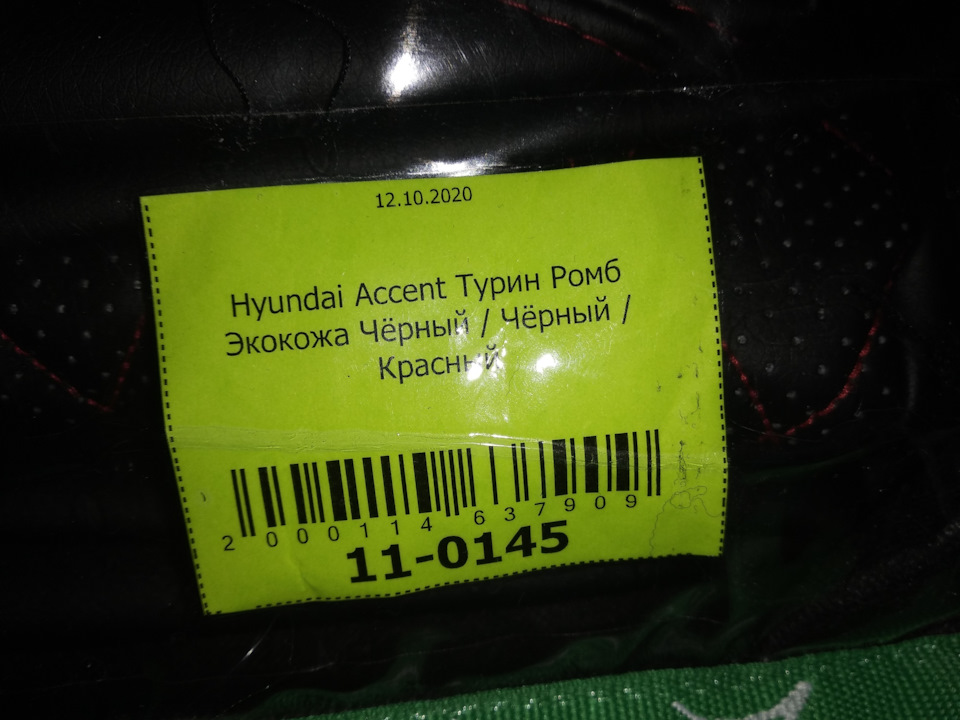 12.10.2020
Hyundai Accent Турин Ромб
Экокожа Чёрный / Чёрный /
Красный
2 000114 637909
11-0145